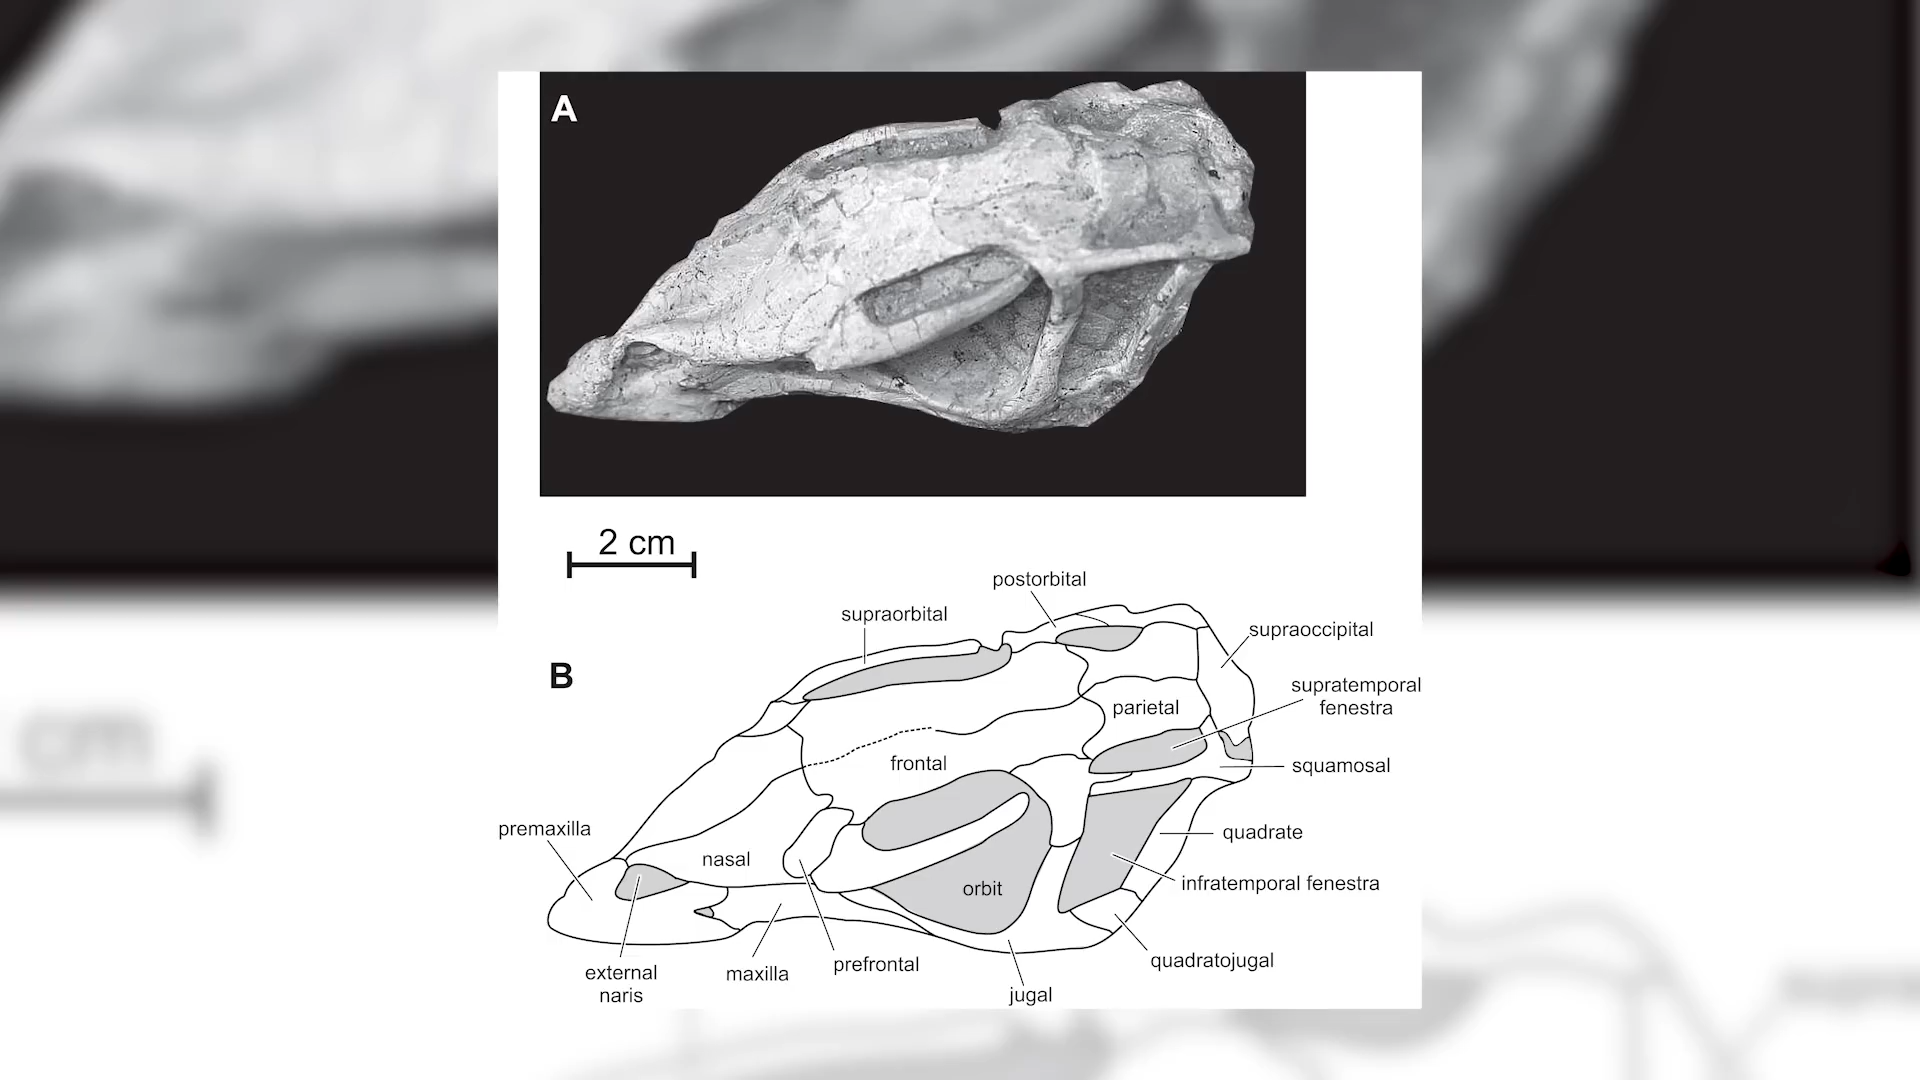 A
2 cm
postorbital
supraorbital
supraoccipital
B
supratemporal
fenestra
parietal
frontal
squamosal
premaxilla
quadrate
nasal
infratemporal fenestra
orbit
quadratojugal
prefrontal
external
naris
maxilla
jugal
cm